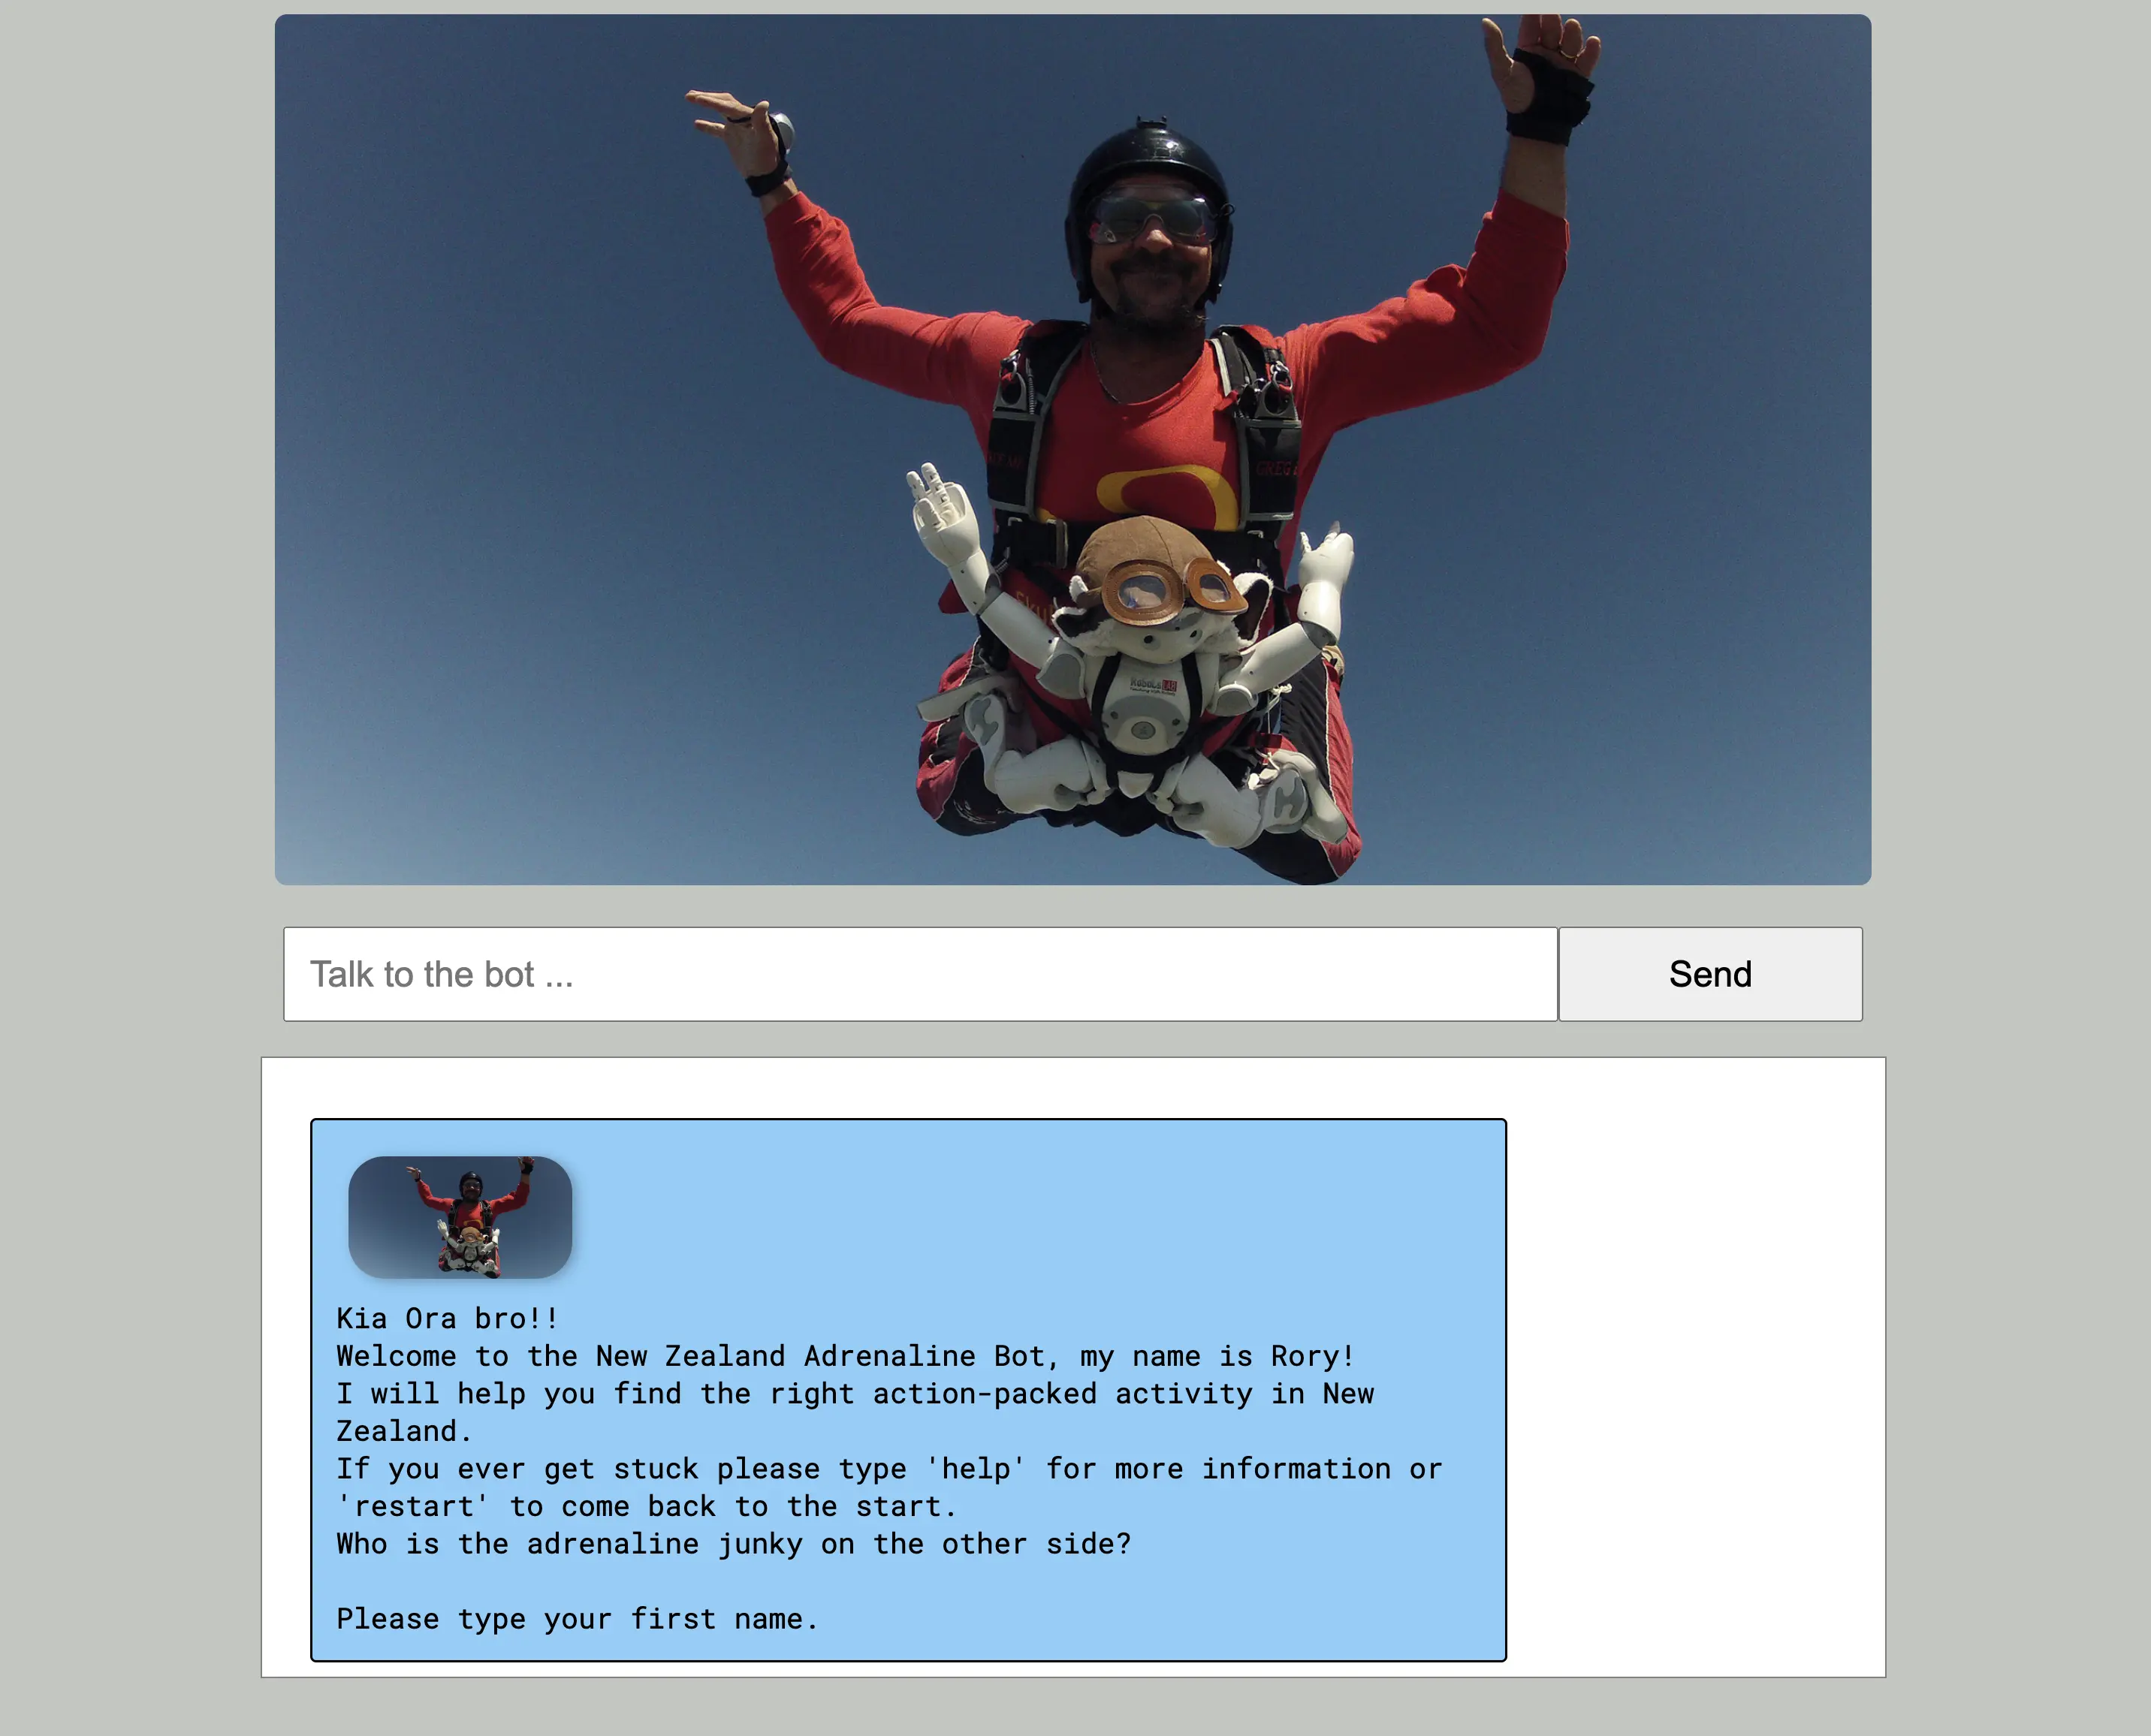 GREG
RobotsLAB
Talk to the bot ...
Send
Kia Ora bro!!
Welcome to the New Zealand Adrenaline Bot, my name is Rory!
I will help you find the right action-packed activity in New
Zealand.
If you ever get stuck please type 'help' for more information or
'restart' to come back to the start.
Who is the adrenaline junky on the other side?
Please type your first name.